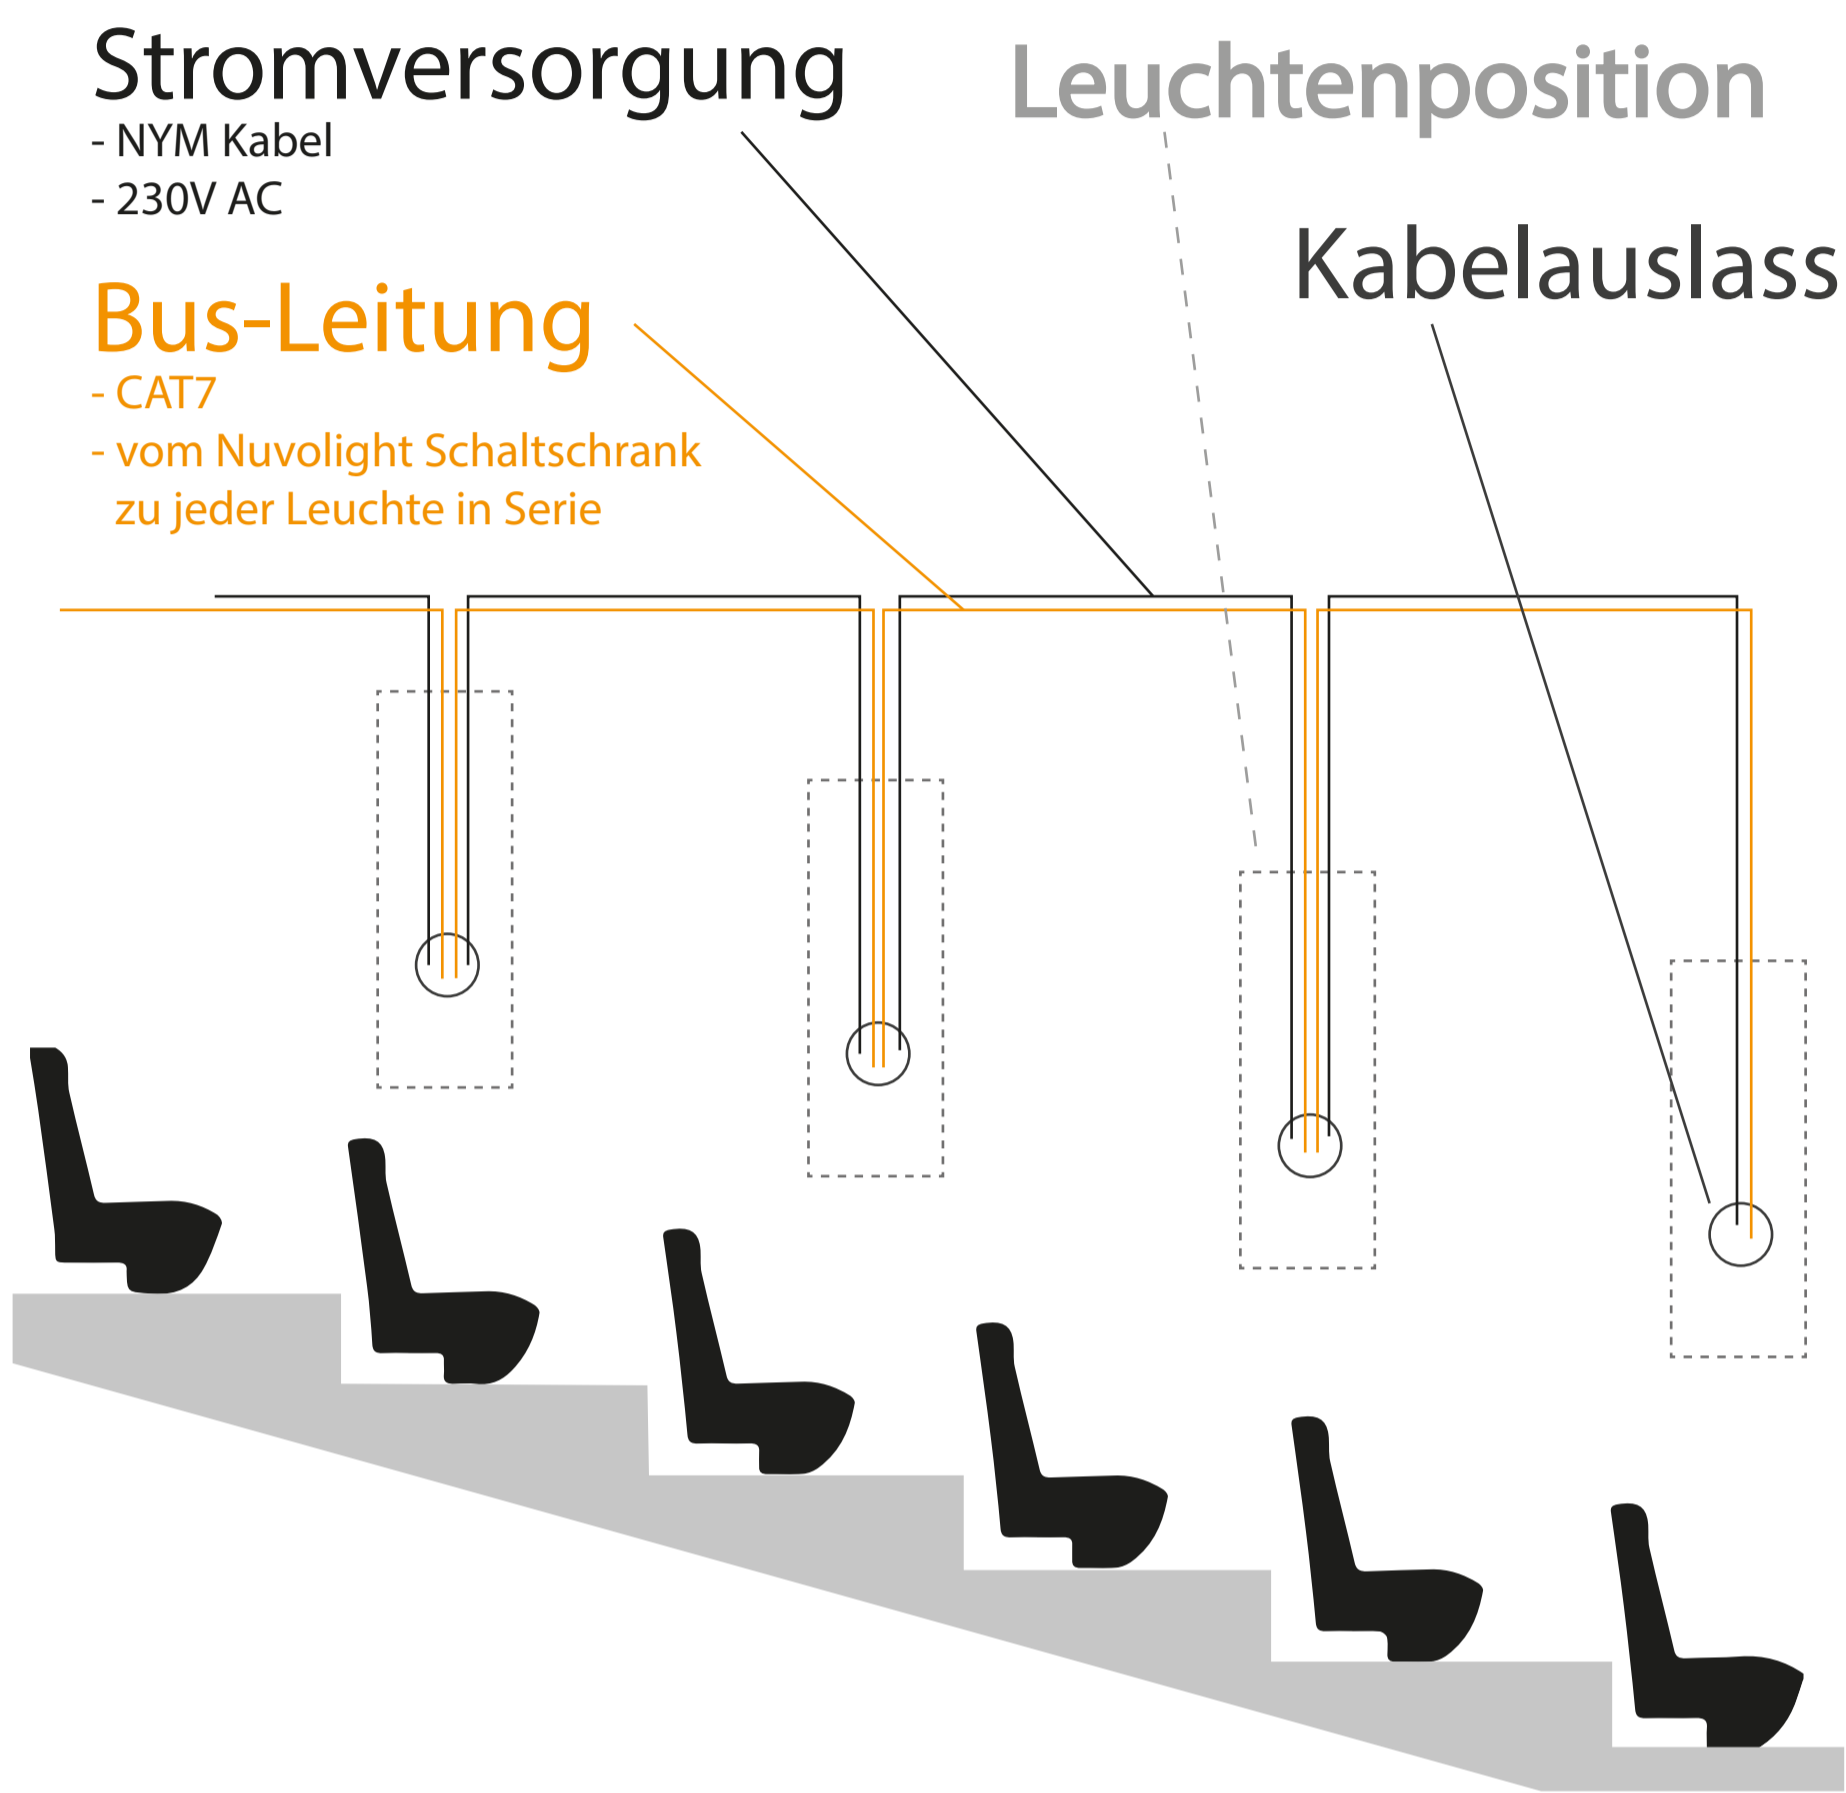 Stromversorgung
- NYM Kabel
- 230V AC
Leuchtenposition
Kabelauslass
Bus-Leitung
- CAT7
- vom Nuvolight Schaltschrank
zu jeder Leuchte in Serie